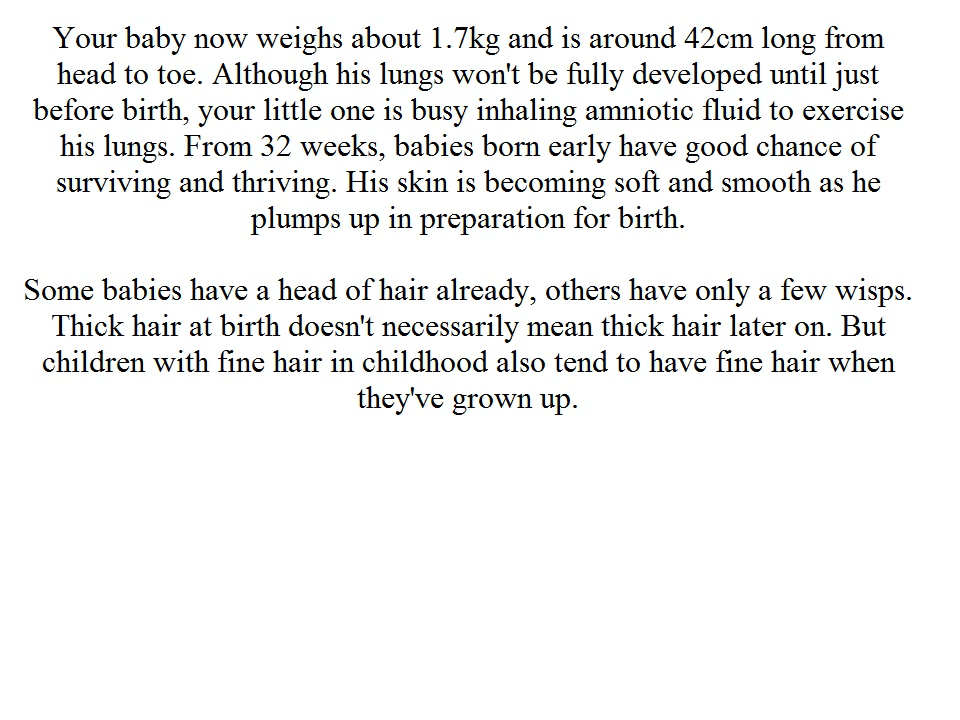 Your baby now weighs about 1.7kg and is around 42cm long from
head to toe. Although his lungs won't be fully developed until just
before birth, your little one is busy inhaling amniotic fluid to exercise
his lungs. From 32 weeks, babies born early have good chance of
surviving and thriving. His skin is becoming soft and smooth as he
plumps up in preparation for birth.
Some babies have a head of hair already, others have only a few wisps.
Thick hair at birth doesn't necessarily mean thick hair later on. But
children with fine hair in childhood also tend to have fine hair when
they've grown up.